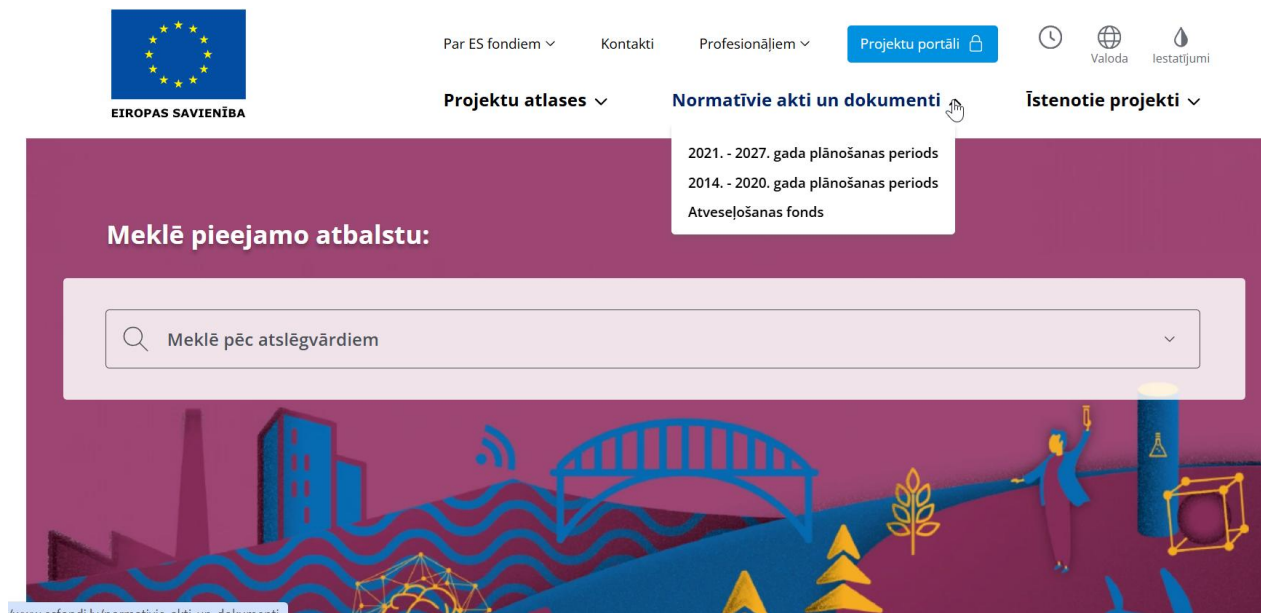 Par ES fondiem
Kontakti
Profesionāļiem
Projektu portāli
Valoda
Iestatījumi
EIROPAS SAVIENĪBA
Projektu atlases
Normatīvie akti un dokumenti
Īstenotie projekti
2021. - 2027. gada plānošanas periods
2014. - 2020. gada plānošanas periods
Atveseļošanas fonds
Meklē pieejamo atbalstu:
Meklē pēc atslēgvārdiem